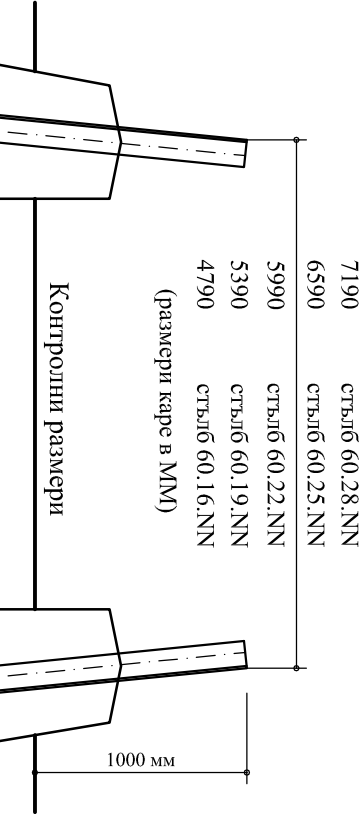 7190 стълб 60.28.NN
6590 стълб 60.25.NN
5990 стълб 60.22.NN
5390 стълб 60.19.NN
4790 стълб 60.16.NN
(размери каре в ММ)
Контролни размери
1000 мм